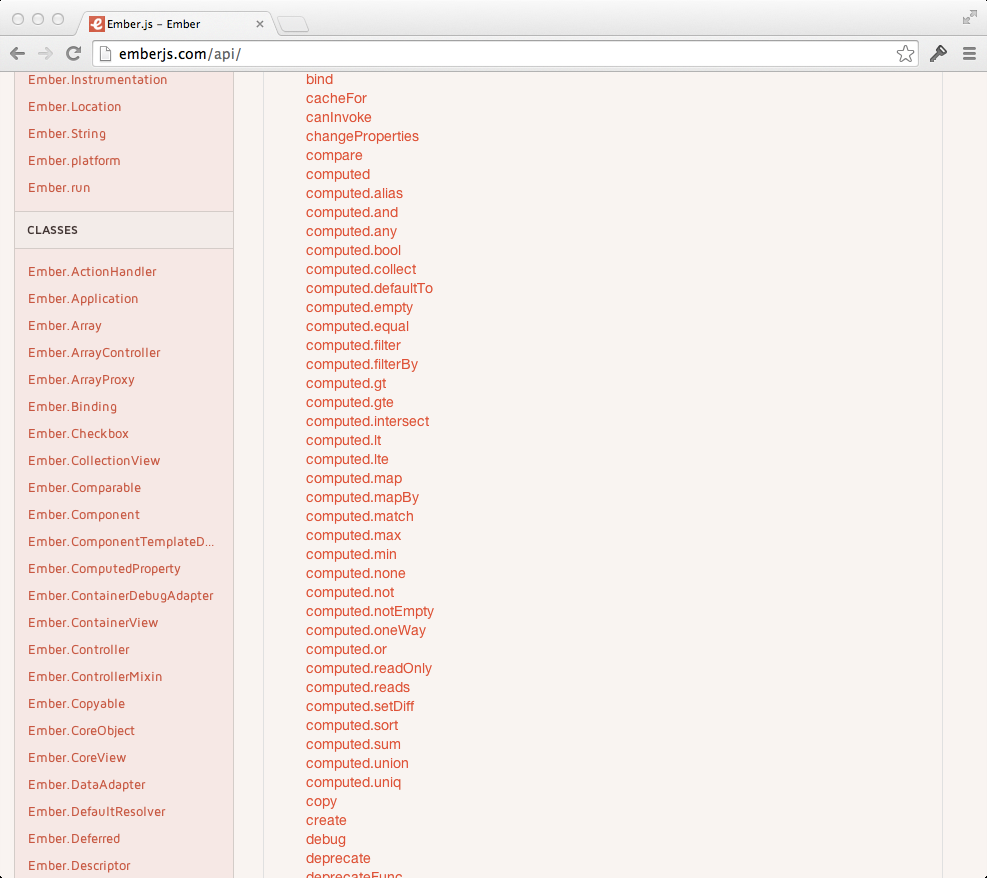 Ember.js – Ember
emberjs.com/api/
Ember.Instrumentation
Ember.Location
Ember.String
Ember.platform
Ember.run
CLASSES
Ember.ActionHandler
Ember.Application
Ember.Array
Ember.ArrayController
Ember.ArrayProxy
Ember.Binding
Ember.Checkbox
Ember.CollectionView
Ember.Comparable
Ember.Component
Ember.ComponentTemplateD...
Ember.ComputedProperty
Ember.ContainerDebugAdapter
Ember.ContainerView
Ember.Controller
Ember.ControllerMixin
Ember.Copyable
Ember.CoreObject
Ember.CoreView
Ember.DataAdapter
Ember.DefaultResolver
Ember.Deferred
Ember.Descriptor
bind
cacheFor
canInvoke
changeProperties
compare
computed
computed.alias
computed.and
computed.any
computed.bool
computed.collect
computed.defaultTo
computed.empty
computed.equal
computed.filter
computed.filterBy
computed.gt
computed.gte
computed.intersect
computed.lt
computed.lte
computed.map
computed.mapBy
computed.match
computed.max
computed.min
computed.none
computed.not
computed.notEmpty
computed.oneWay
computed.or
computed.readOnly
computed.reads
computed.setDiff
computed.sort
computed.sum
computed.union
computed.uniq
copy
create
debug
deprecate
deprecateFunc